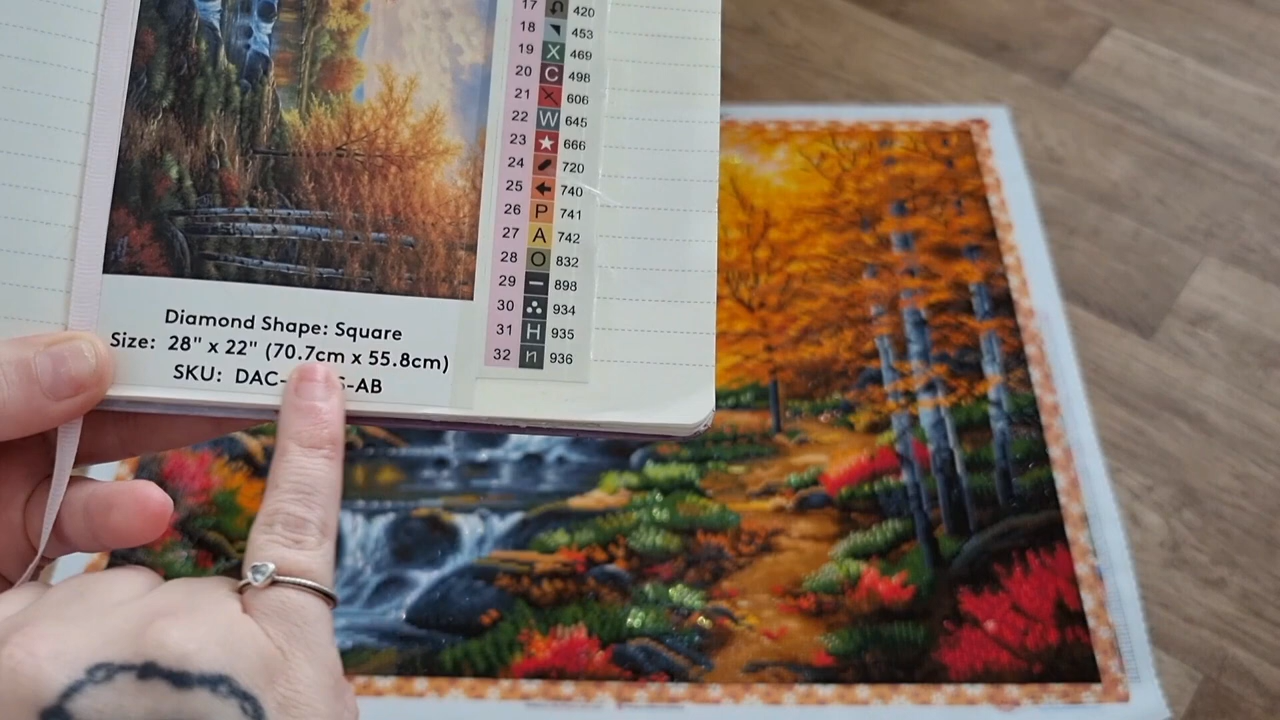 17 420
18 453
19 X 469
20 C 498
21 606
22 W 645
23 ★ 666
24 720
25 ← 740
26 P 741
27 A 742
28 O 832
29 – 898
30 934
31 H 935
32 n 936
Diamond Shape: Square
Size: 28" x 22" (70.7cm x 55.8cm)
SKU: DAC- S-AB